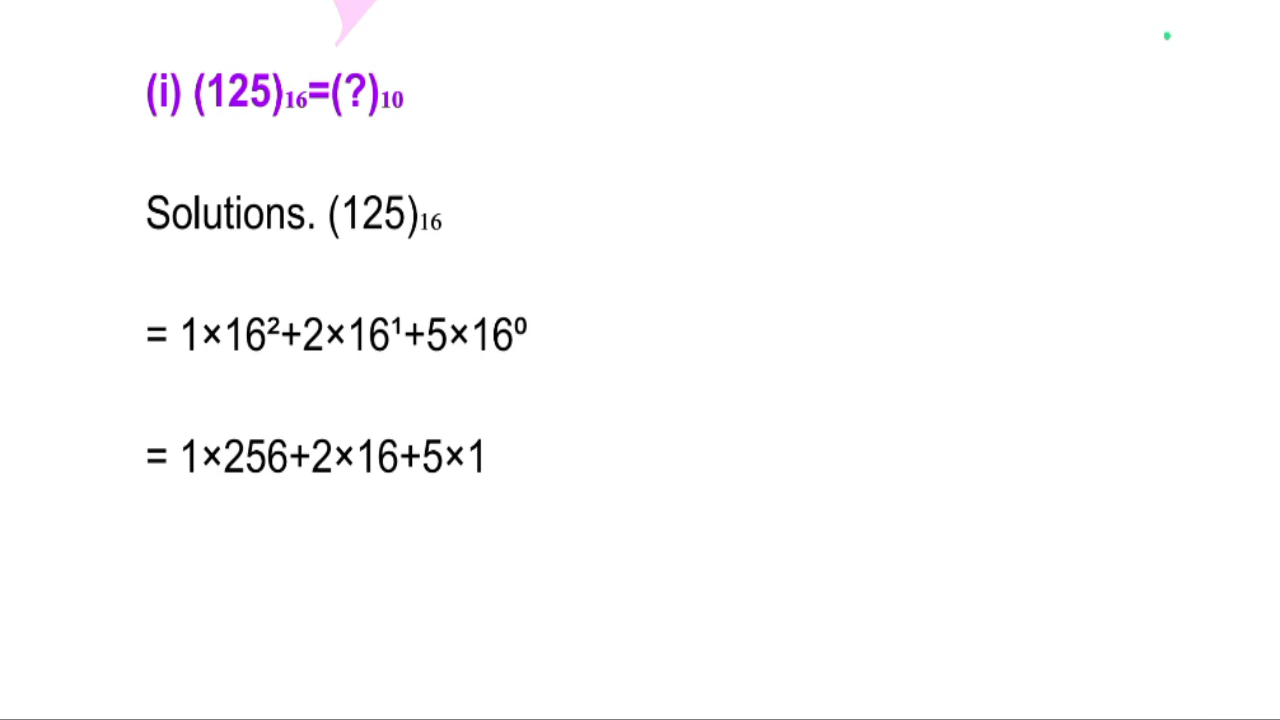 (i) (125)₁₆=(?)₁₀
Solutions. (125)₁₆
= 1×16²+2×16¹+5×16⁰
= 1×256+2×16+5×1